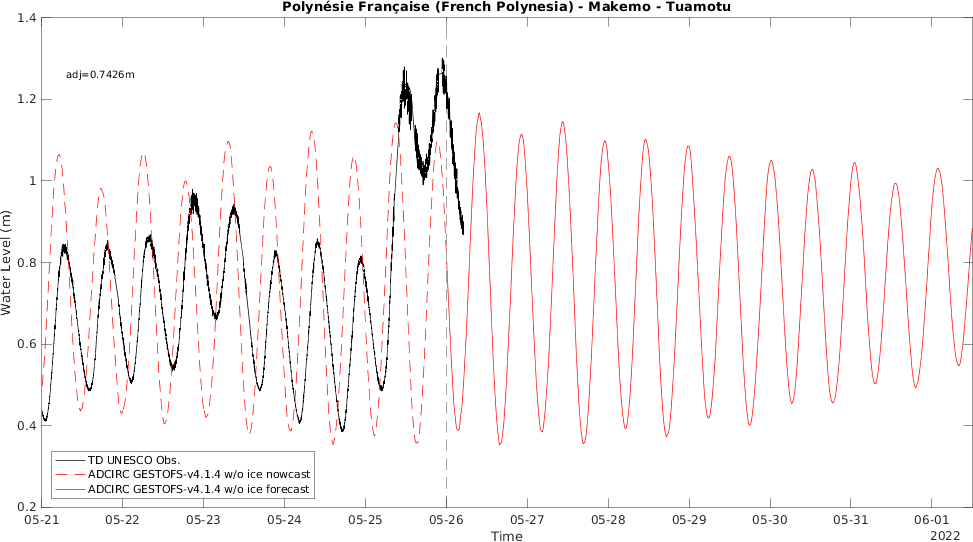 Polynésie Française (French Polynesia) - Makemo - Tuamotu
1.4
1.2
1
0.8
0.6
0.4
0.2
Water Level (m)
adj=0.7426m
TD UNESCO Obs.
ADCIRC GESTOFS-v4.1.4 w/o ice nowcast
ADCIRC GESTOFS-v4.1.4 w/o ice forecast
05-21 05-22 05-23 05-24 05-25 05-26 05-27 05-28 05-29 05-30 05-31 06-01
2022
Time